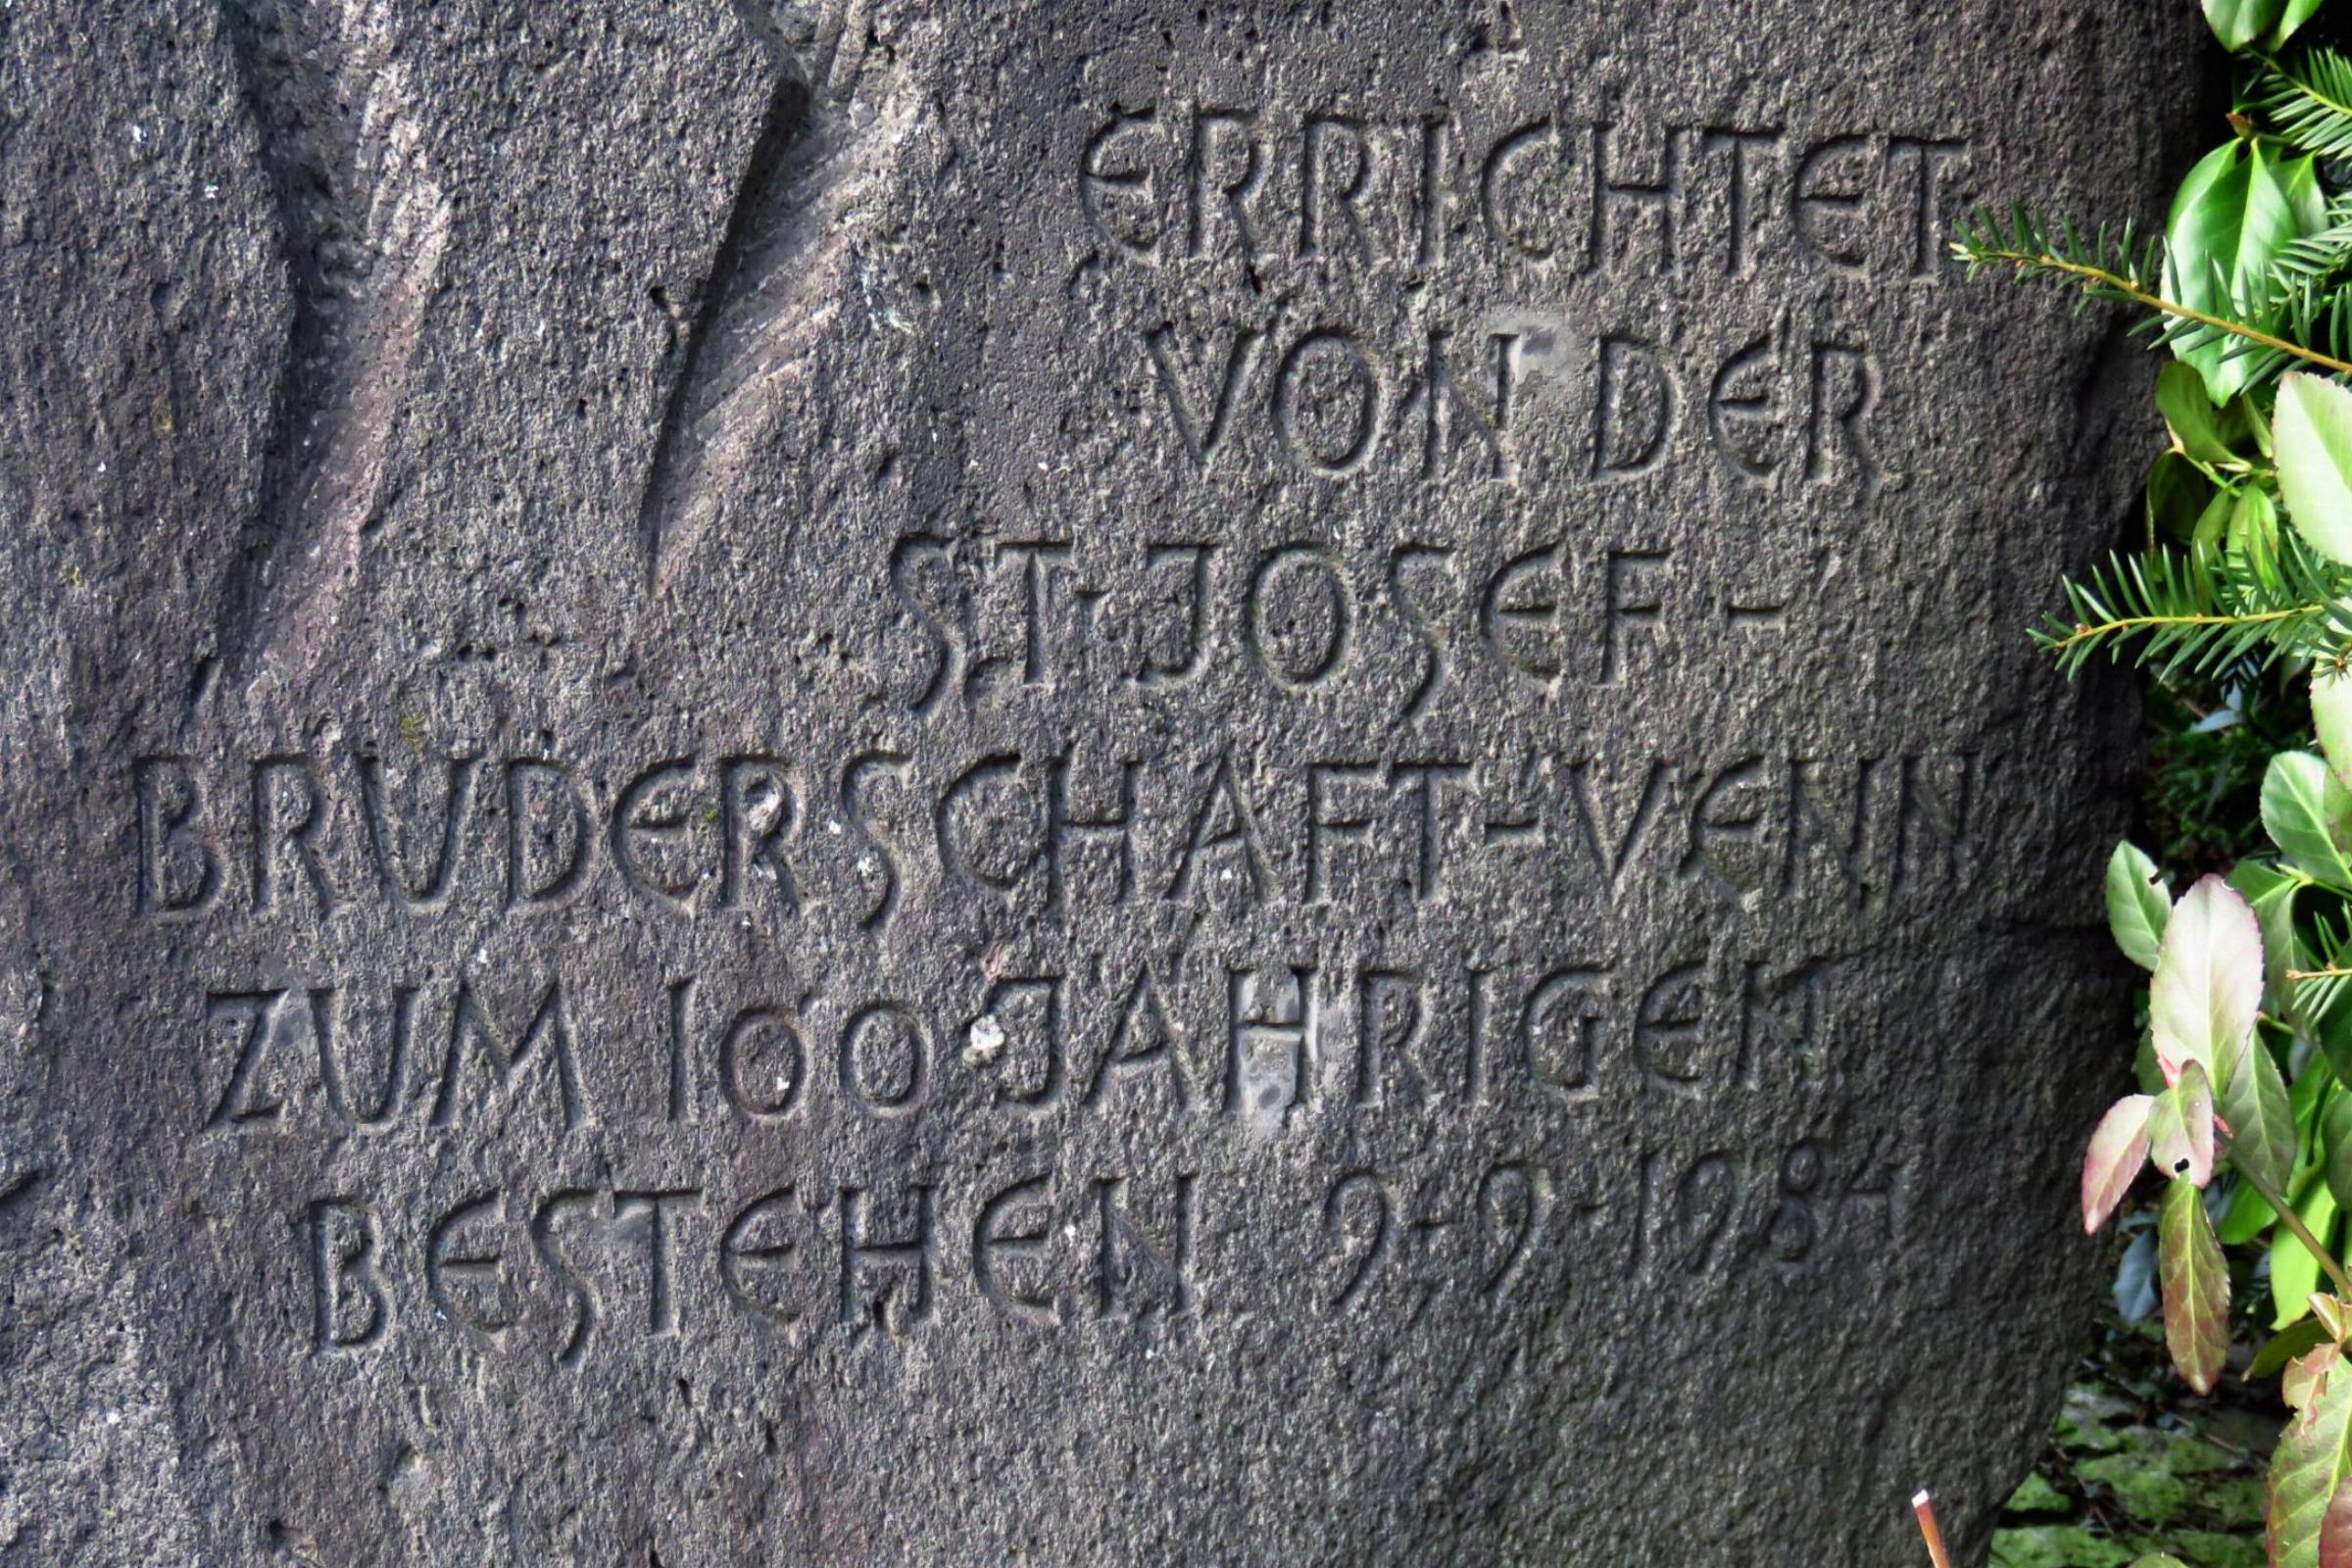 ERRICHTET
VON DER
ST-JOSEF-
BRUDERSCHAFT-VENN
ZUM 100 JÄHRIGEN
BESTEHEN 9-9-1984